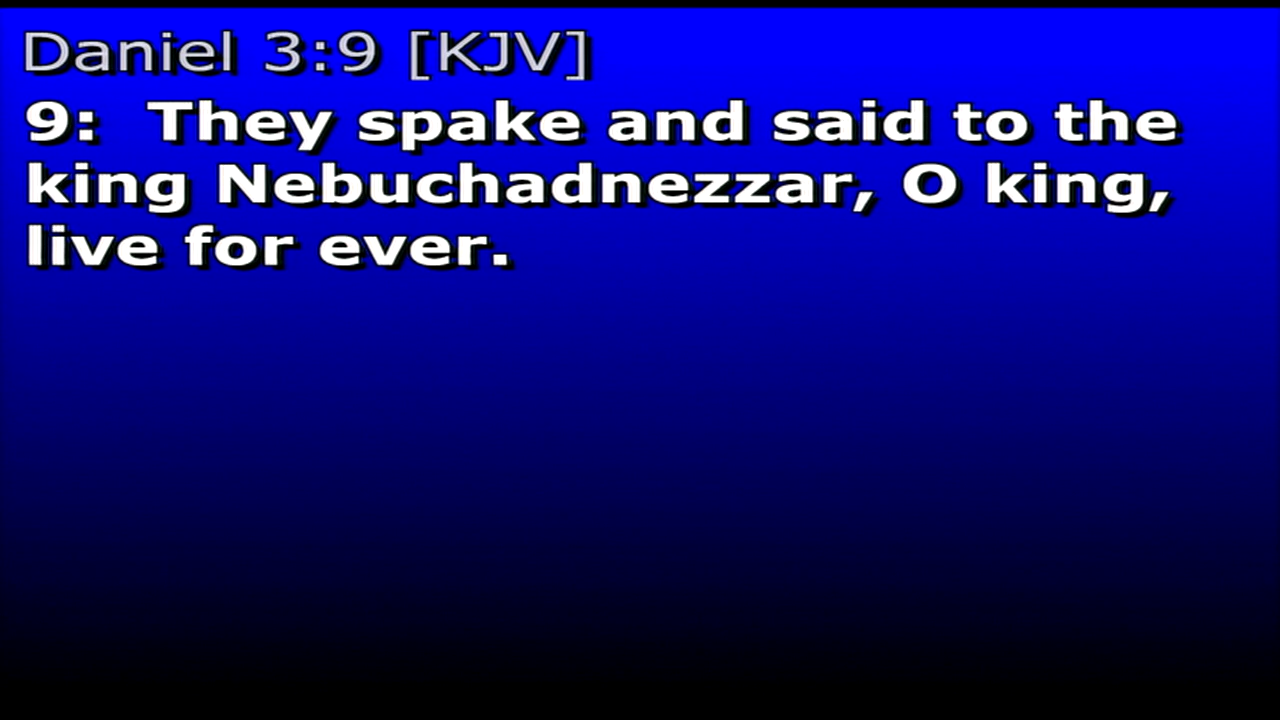 Daniel 3:9 [KJV]
9:  They spake and said to the
king Nebuchadnezzar, O king,
live for ever.